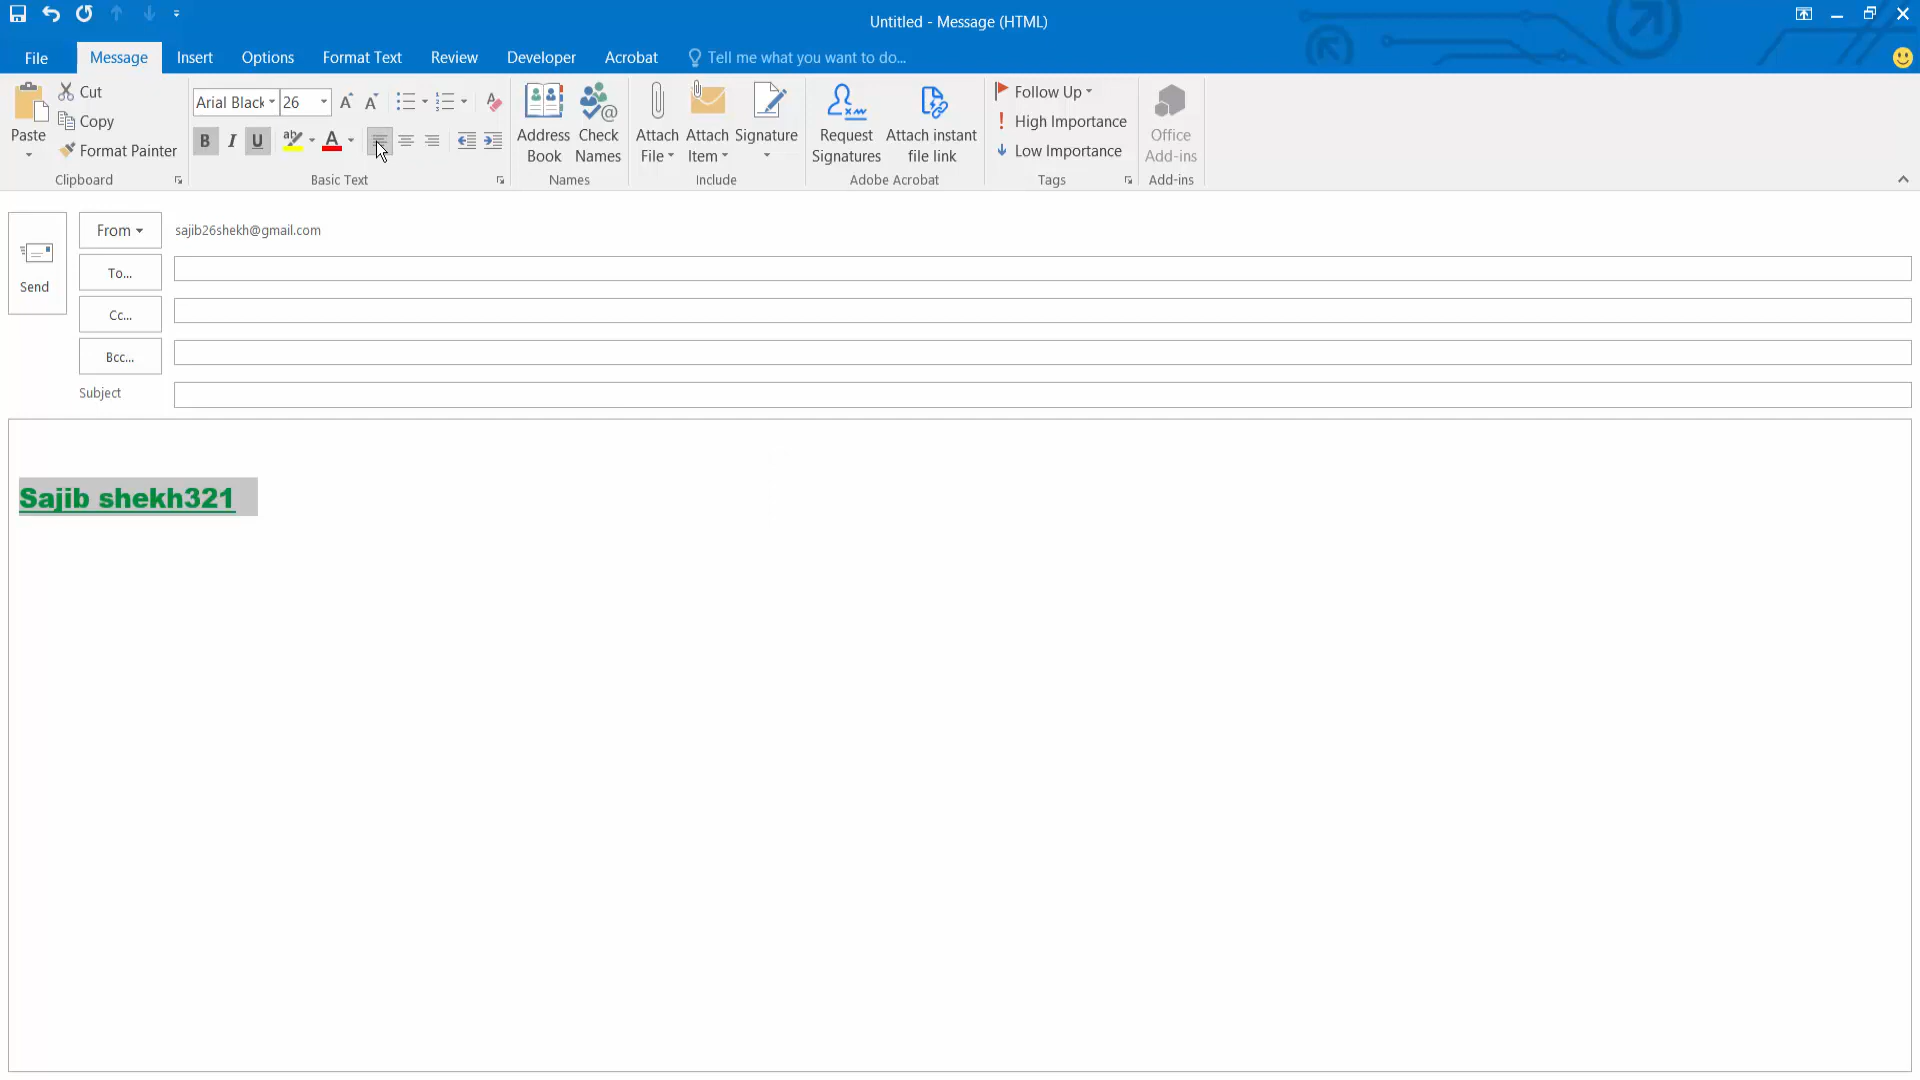 Untitled - Message (HTML)
File Message Insert Options Format Text Review Developer Acrobat Tell me what you want to do...
Paste
Cut
Copy
Format Painter
Clipboard
Arial Black 26
B I U
Basic Text
Address Book
Check Names
Names
Attach File
Attach Item
Signature
Include
Request Signatures
Attach instant file link
Adobe Acrobat
Follow Up
High Importance
Low Importance
Tags
Office Add-ins
Add-ins
Send
From sajib26shekh@gmail.com
To...
Cc...
Bcc...
Subject
Sajib shekh321